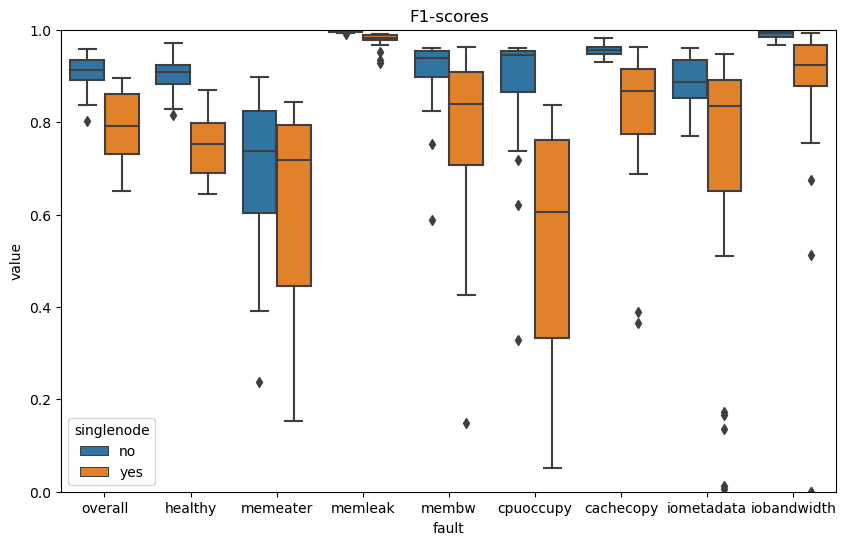 F1-scores
value
1.0
0.8
0.6
0.4
0.2
0.0
singlenode
no
yes
overall healthy memeater memleak membw cpuoccupy cachecopy iometadata iobandwidth
fault